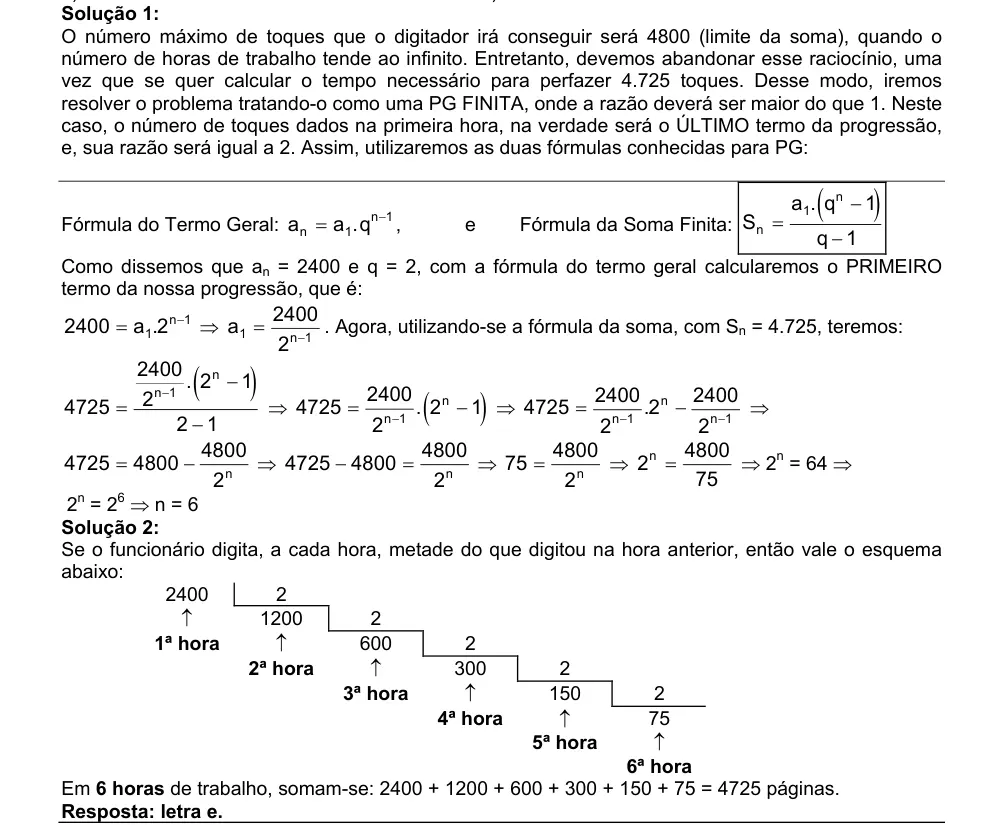 Solução 1:
O número máximo de toques que o digitador irá conseguir será 4800 (limite da soma), quando o
número de horas de trabalho tende ao infinito. Entretanto, devemos abandonar esse raciocínio, uma
vez que se quer calcular o tempo necessário para perfazer 4.725 toques. Desse modo, iremos
resolver o problema tratando-o como uma PG FINITA, onde a razão deverá ser maior do que 1. Neste
caso, o número de toques dados na primeira hora, na verdade será o ÚLTIMO termo da progressão,
e, sua razão será igual a 2. Assim, utilizaremos as duas fórmulas conhecidas para PG:
Fórmula do Termo Geral: aₙ = a₁.qⁿ⁻¹, e Fórmula da Soma Finita: Sₙ = a₁.(qⁿ − 1) / (q − 1)
Como dissemos que aₙ = 2400 e q = 2, com a fórmula do termo geral calcularemos o PRIMEIRO
termo da nossa progressão, que é:
2400 = a₁.2ⁿ⁻¹ ⇒ a₁ = 2400 / 2ⁿ⁻¹ . Agora, utilizando-se a fórmula da soma, com Sₙ = 4.725, teremos:
4725 = (2400 / 2ⁿ⁻¹ .(2ⁿ − 1)) / (2 − 1) ⇒ 4725 = 2400 / 2ⁿ⁻¹ .(2ⁿ − 1) ⇒ 4725 = 2400 / 2ⁿ⁻¹ .2ⁿ − 2400 / 2ⁿ⁻¹ ⇒
4725 = 4800 − 4800 / 2ⁿ ⇒ 4725 − 4800 = 4800 / 2ⁿ ⇒ 75 = 4800 / 2ⁿ ⇒ 2ⁿ = 4800 / 75 ⇒ 2ⁿ = 64 ⇒
2ⁿ = 2⁶ ⇒ n = 6
Solução 2:
Se o funcionário digita, a cada hora, metade do que digitou na hora anterior, então vale o esquema
abaixo:
2400 2
↑ 1200 2
1ª hora ↑ 600 2
2ª hora ↑ 300 2
3ª hora ↑ 150 2
4ª hora ↑ 75
5ª hora ↑
6ª hora
Em 6 horas de trabalho, somam-se: 2400 + 1200 + 600 + 300 + 150 + 75 = 4725 páginas.
Resposta: letra e.